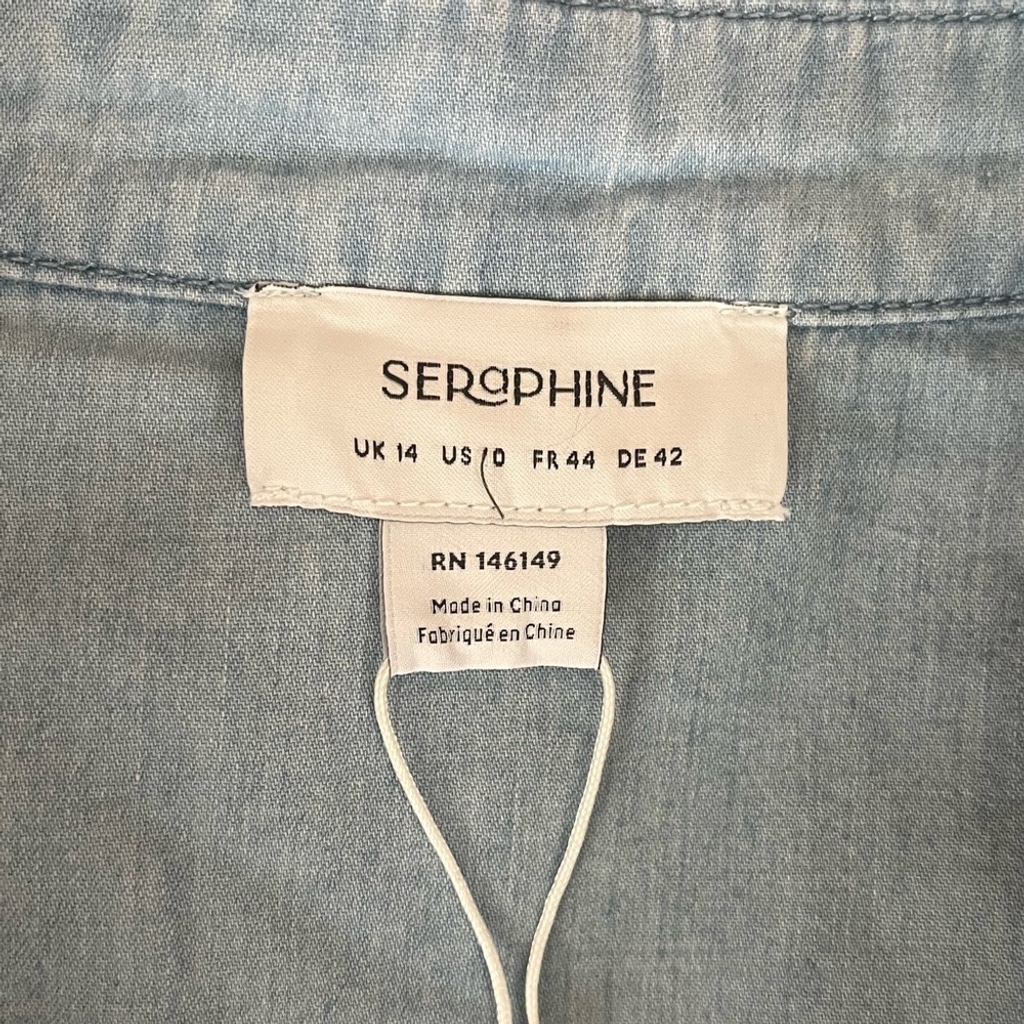 SERaPHINE
UK 14 US 10 FR 44 DE 42
RN 146149
Made in China
Fabriqué en Chine